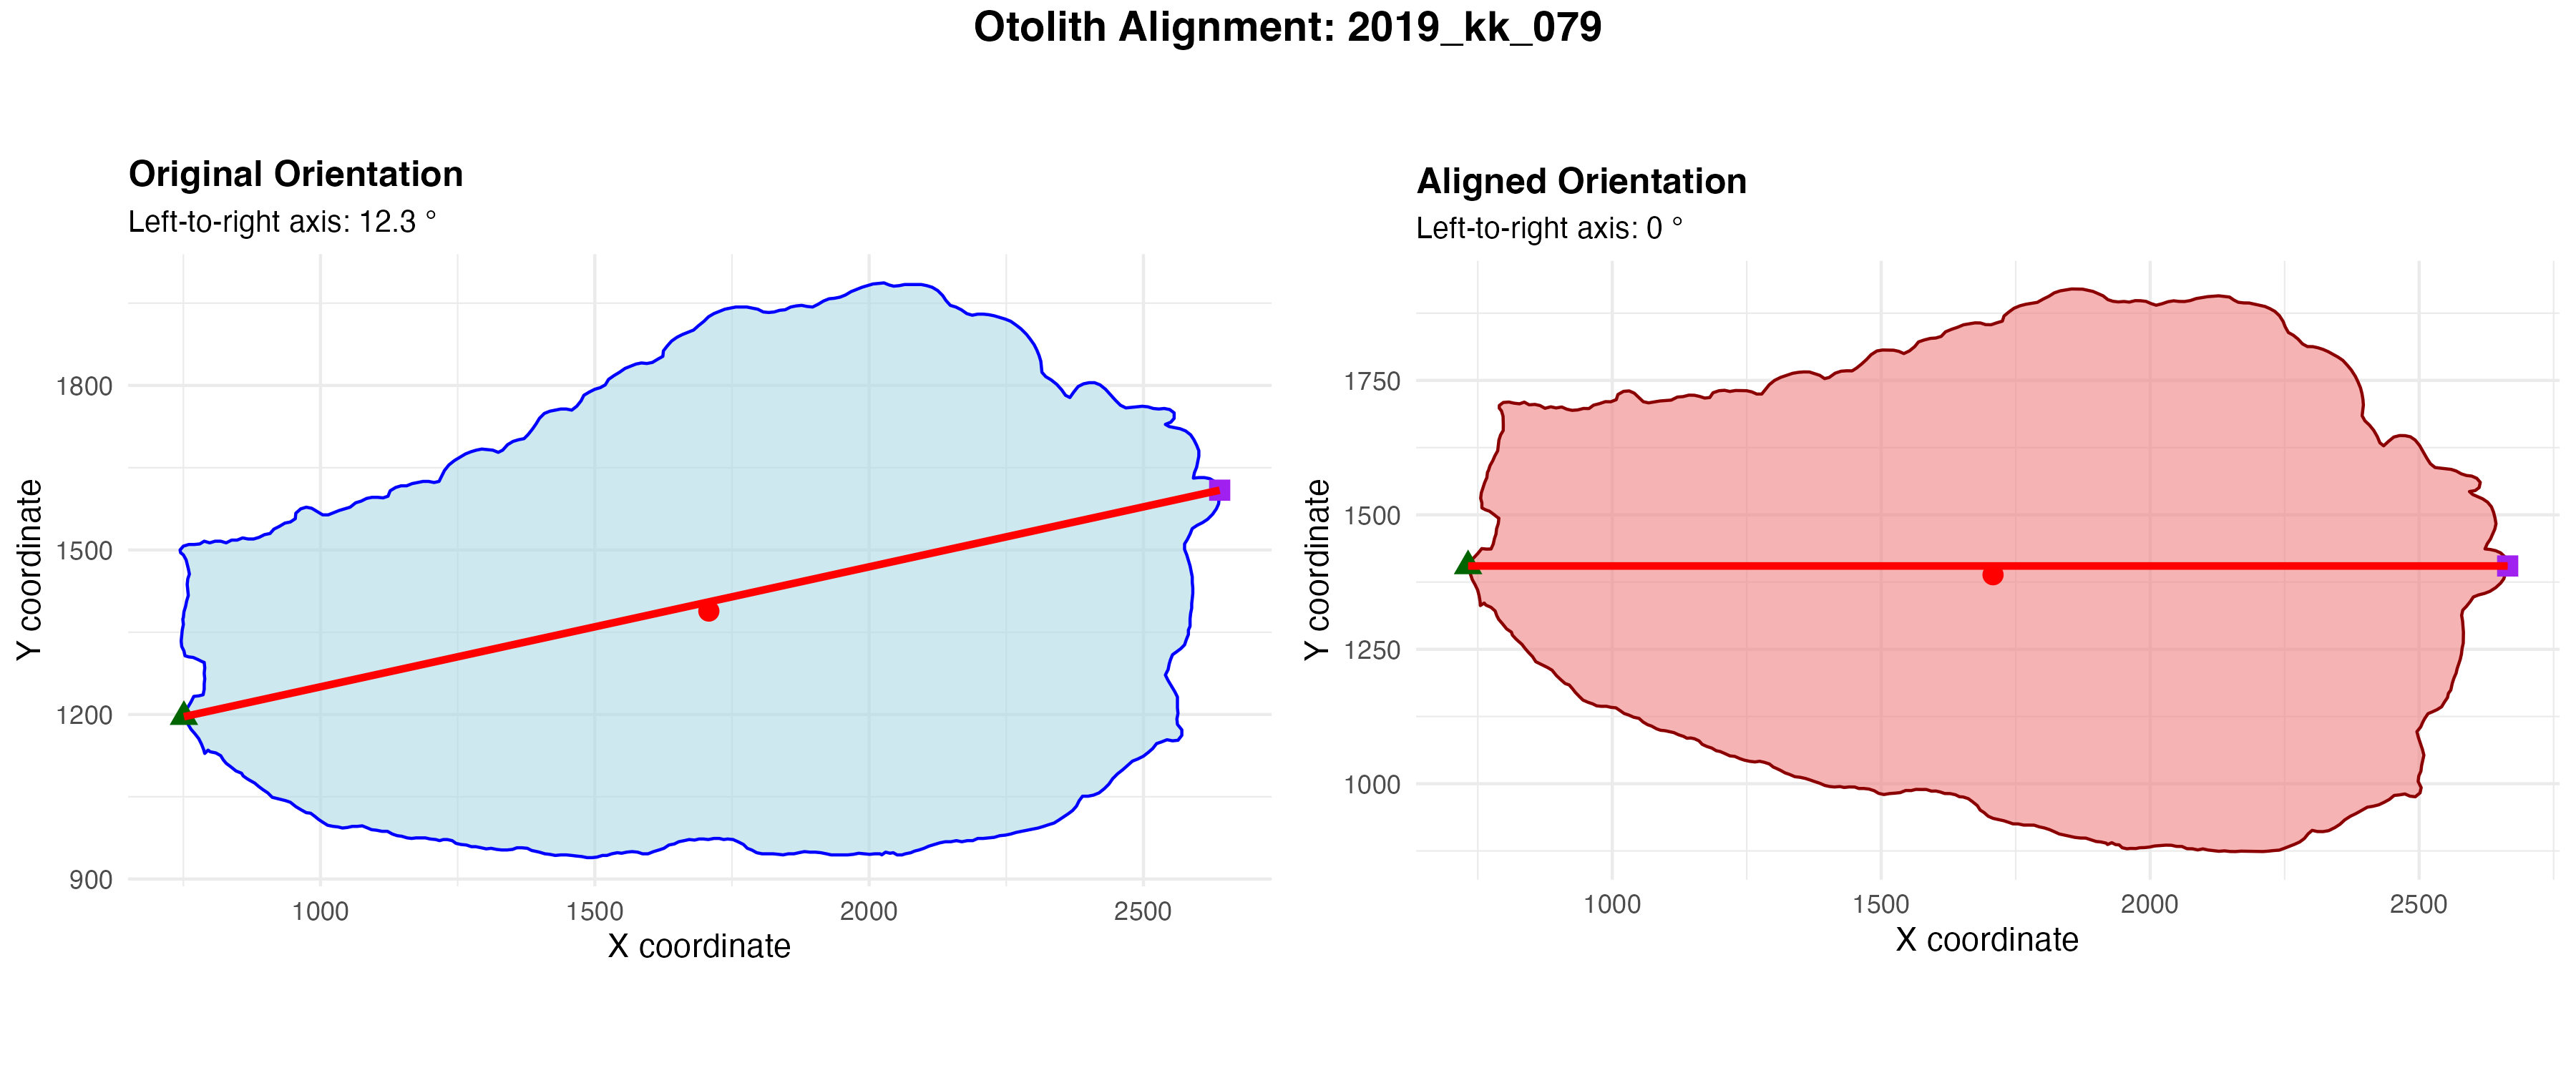 Otolith Alignment: 2019_kk_079
Original Orientation
Left-to-right axis: 12.3 °
Y coordinate
1800
1500
1200
900
1000
1500
2000
2500
X coordinate
Aligned Orientation
Left-to-right axis: 0 °
Y coordinate
1750
1500
1250
1000
1000
1500
2000
2500
X coordinate